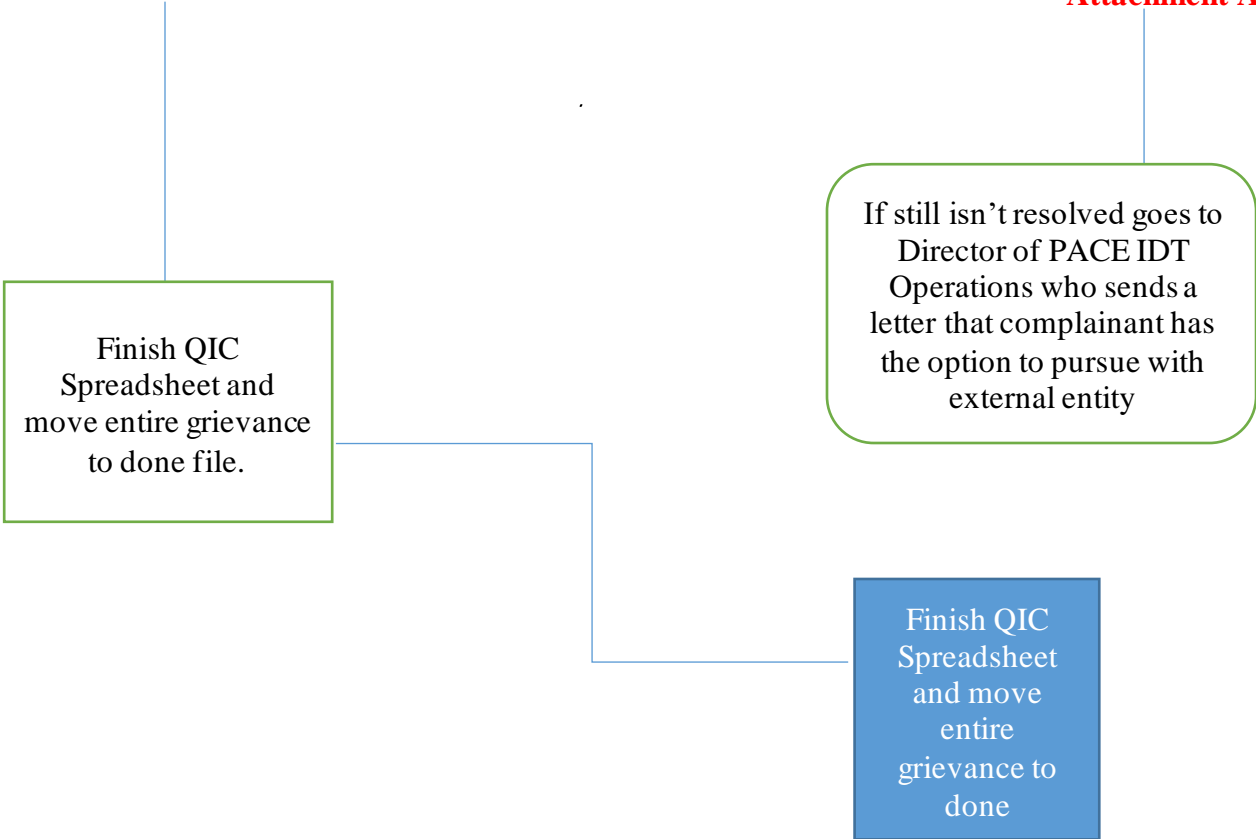 Attachment A
.
If still isn’t resolved goes to
Director of PACE IDT
Operations who sends a
letter that complainant has
the option to pursue with
external entity
Finish QIC
Spreadsheet and
move entire grievance
to done file.
Finish QIC
Spreadsheet
and move
entire
grievance to
done